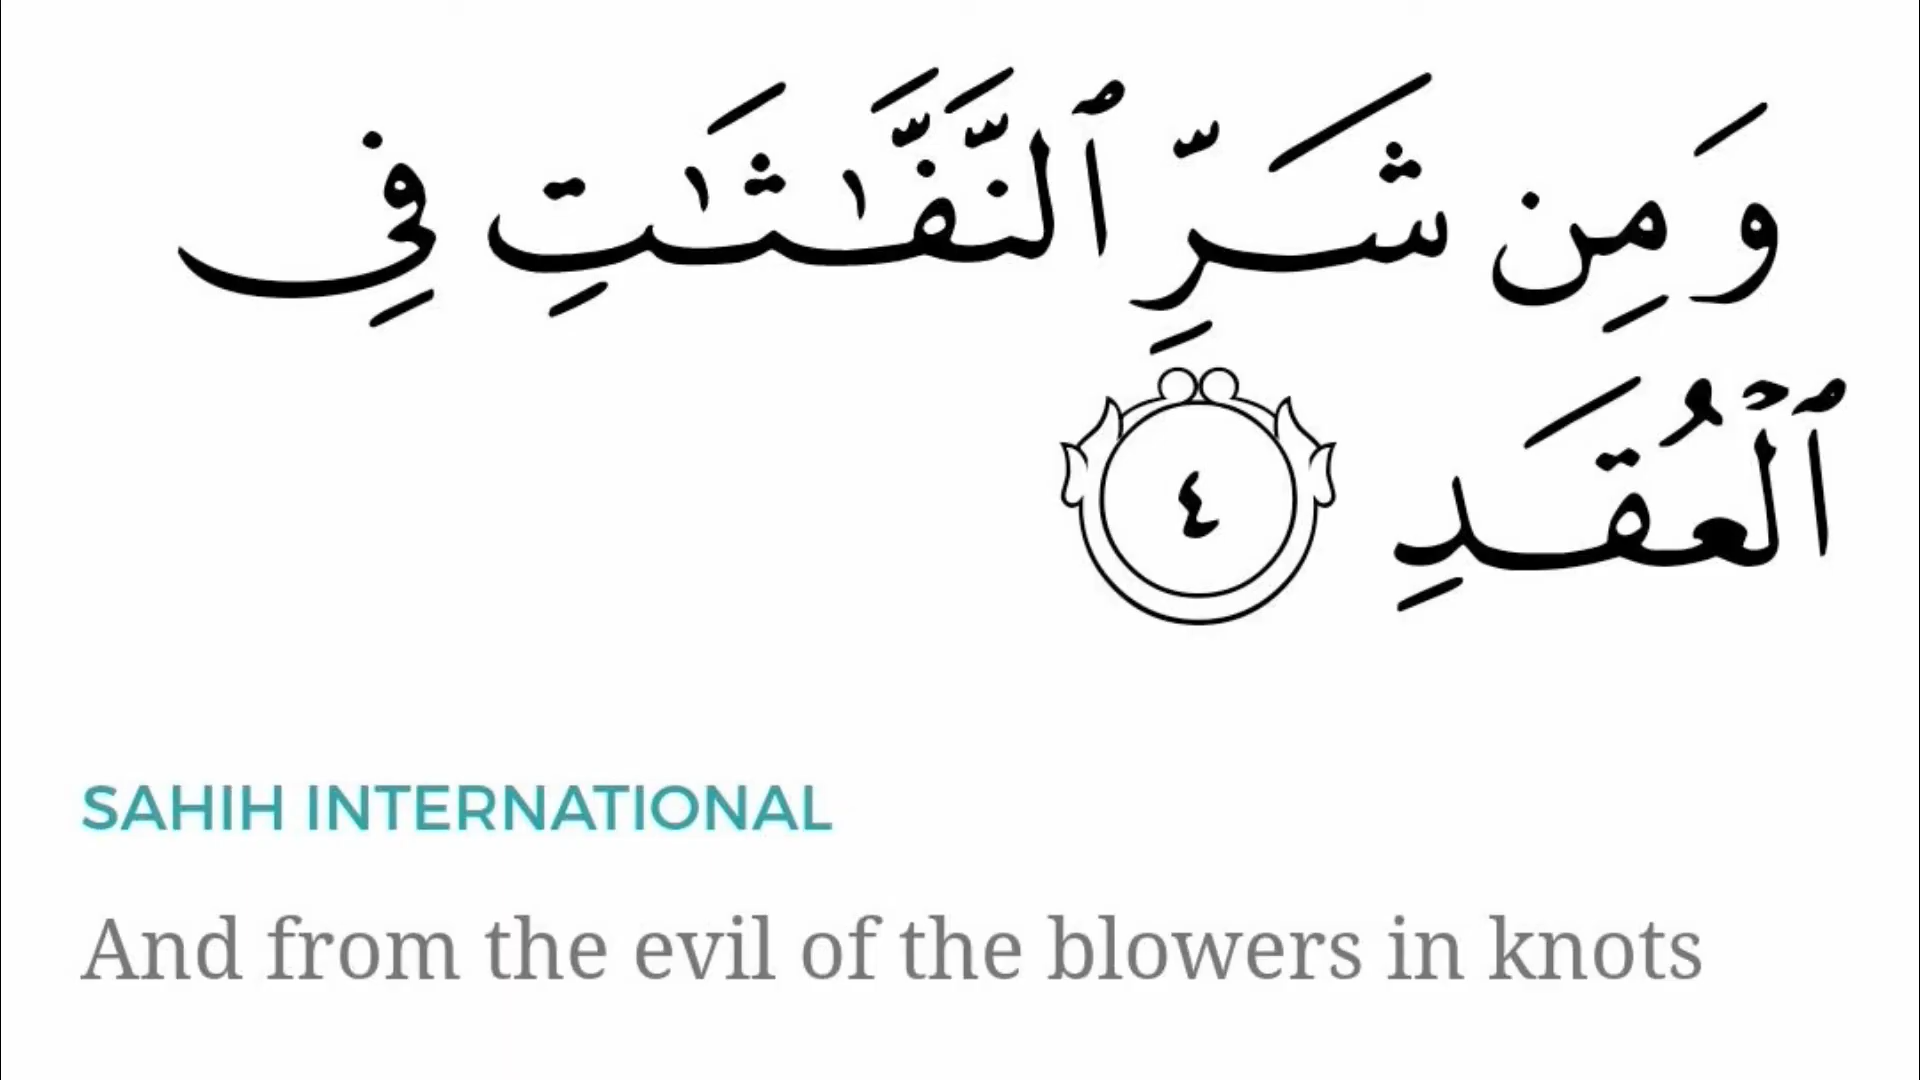 وَمِن شَرِّ ٱلنَّفَّـٰثَـٰتِ فِى
ٱلْعُقَدِ ٤
SAHIH INTERNATIONAL
And from the evil of the blowers in knots